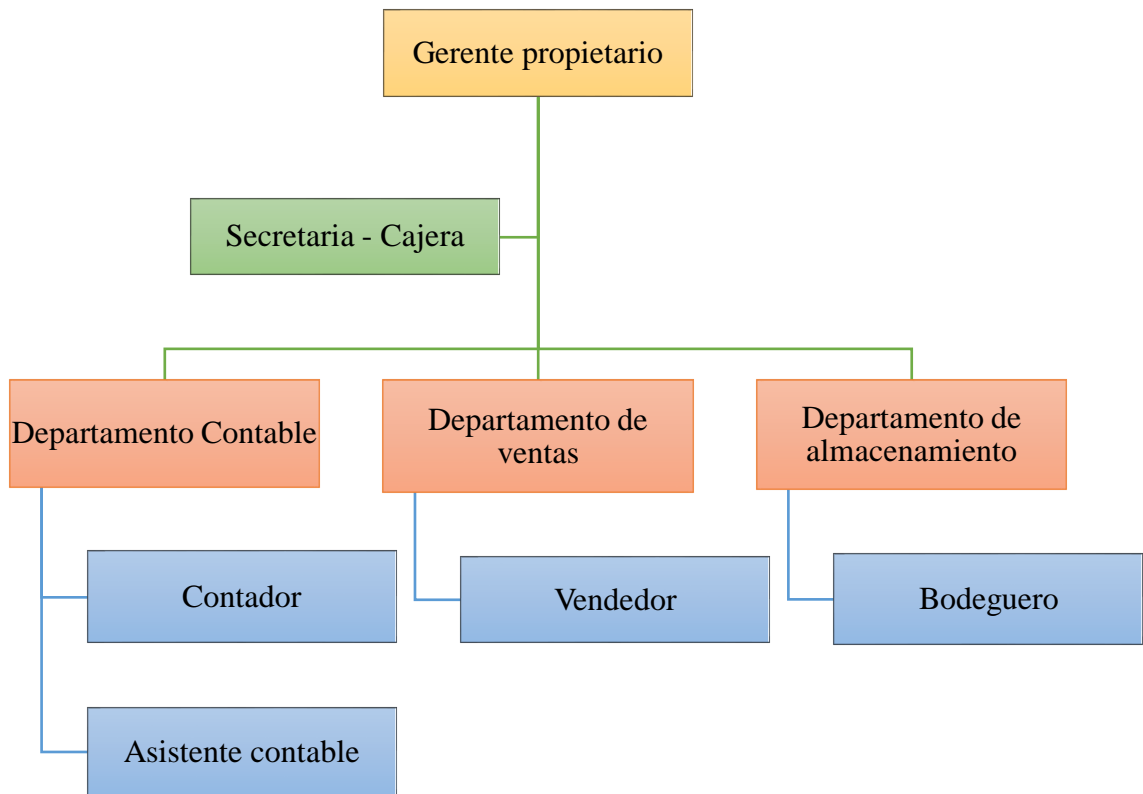 Gerente propietario
Secretaria - Cajera
Departamento Contable
Departamento de
ventas
Departamento de
almacenamiento
Contador
Vendedor
Bodeguero
Asistente contable